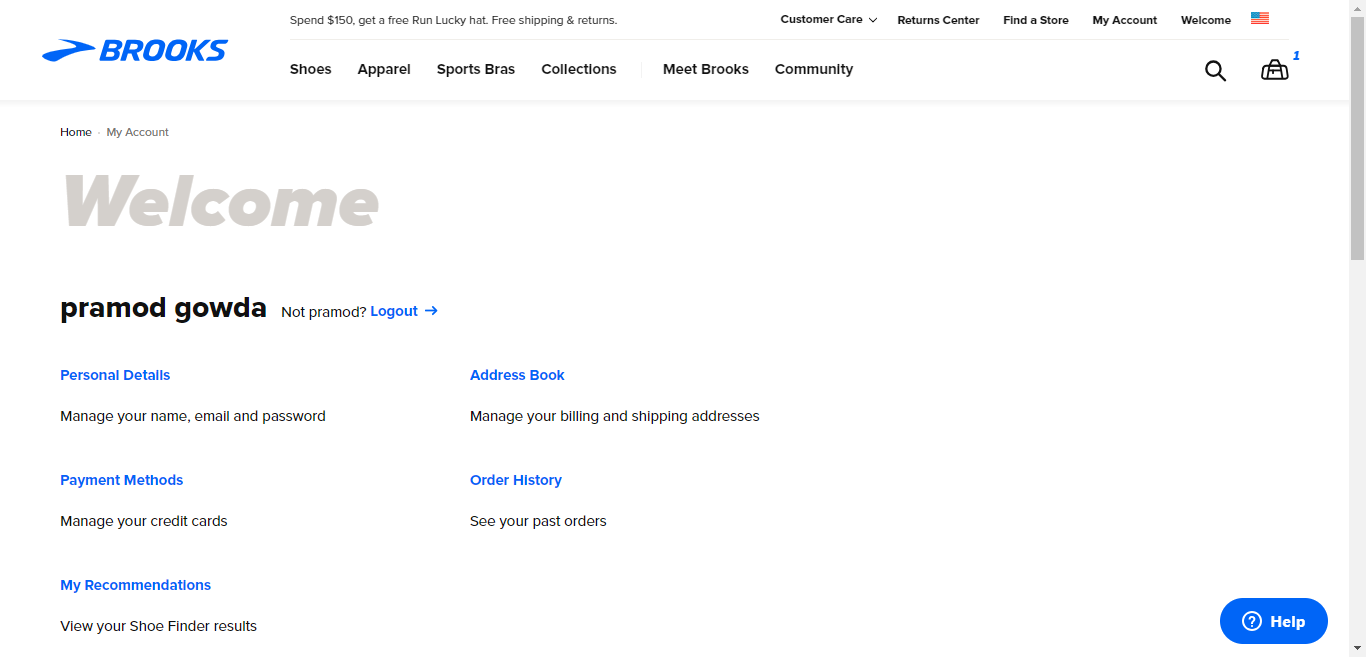 Spend $150, get a free Run Lucky hat. Free shipping & returns.
Customer Care Returns Center Find a Store My Account Welcome
BROOKS
Shoes Apparel Sports Bras Collections Meet Brooks Community
1
Home · My Account
Welcome
pramod gowda Not pramod? Logout →
Personal Details Address Book
Manage your name, email and password Manage your billing and shipping addresses
Payment Methods Order History
Manage your credit cards See your past orders
My Recommendations
View your Shoe Finder results
? Help